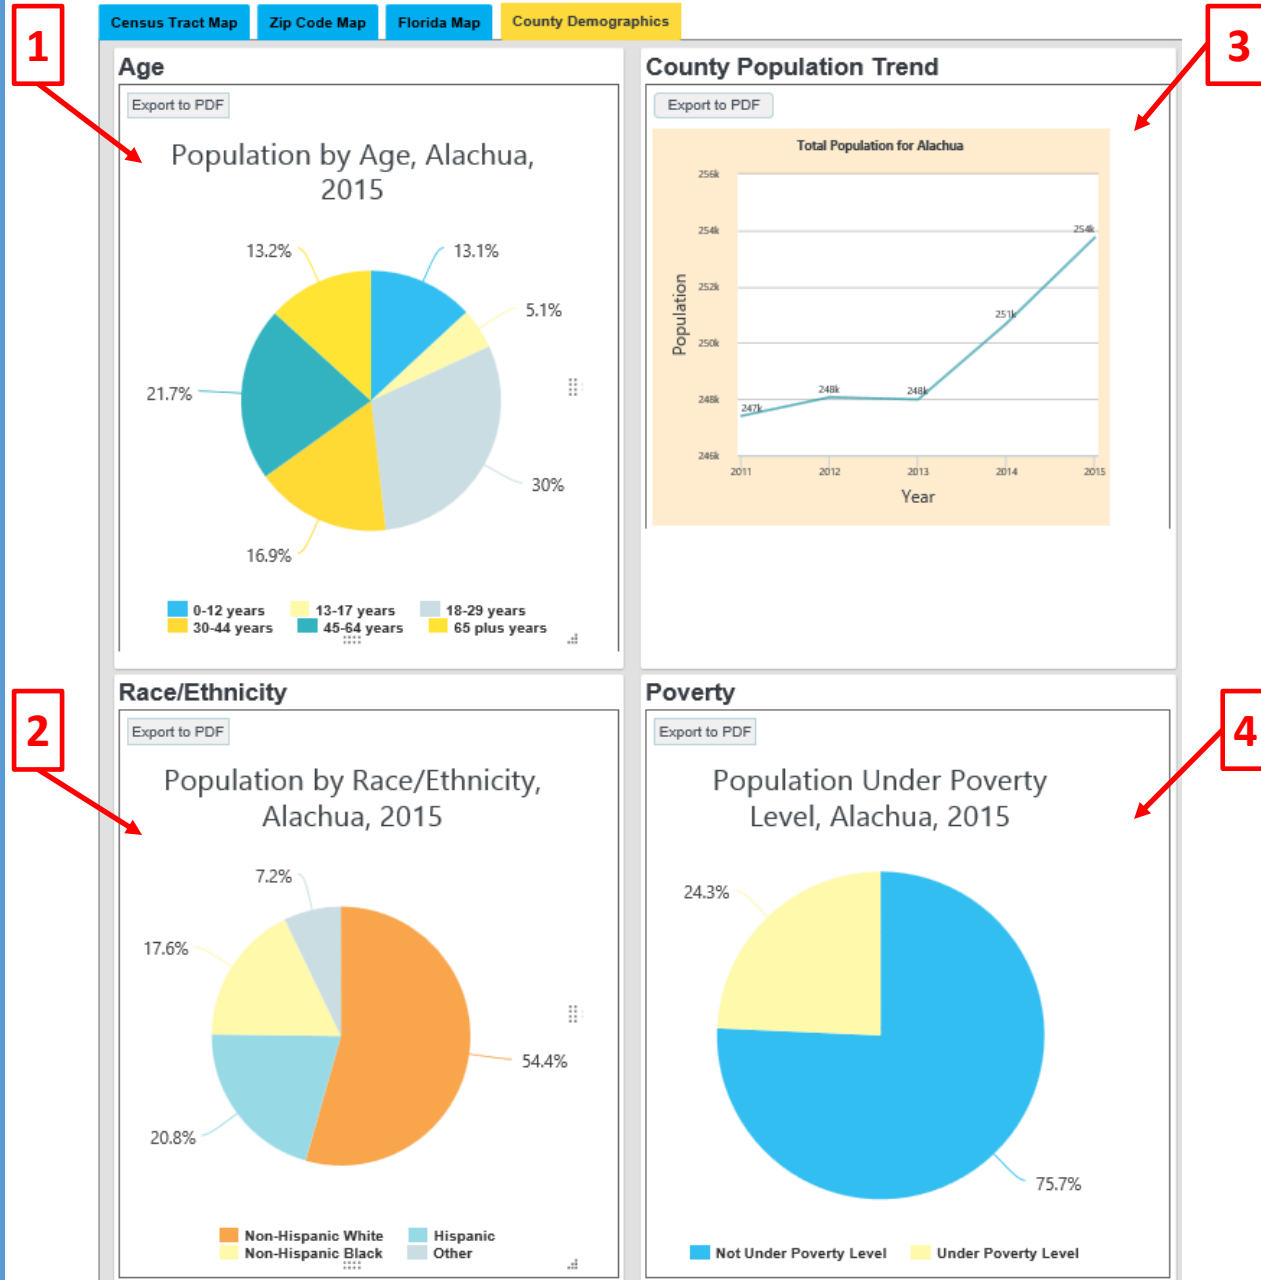 Census Tract Map
Zip Code Map
Florida Map
County Demographics
1
3
Age
Export to PDF
Population by Age, Alachua,
2015
13.2%
13.1%
5.1%
21.7%
30%
16.9%
0-12 years
13-17 years
18-29 years
30-44 years
45-64 years
65 plus years
County Population Trend
Export to PDF
Total Population for Alachua
256k
254k
252k
250k
248k
246k
Population
247k
248k
248k
251k
254k
2011
2012
2013
2014
2015
Year
2
4
Race/Ethnicity
Export to PDF
Population by Race/Ethnicity,
Alachua, 2015
7.2%
17.6%
54.4%
20.8%
Non-Hispanic White
Hispanic
Non-Hispanic Black
Other
Poverty
Export to PDF
Population Under Poverty
Level, Alachua, 2015
24.3%
75.7%
Not Under Poverty Level
Under Poverty Level